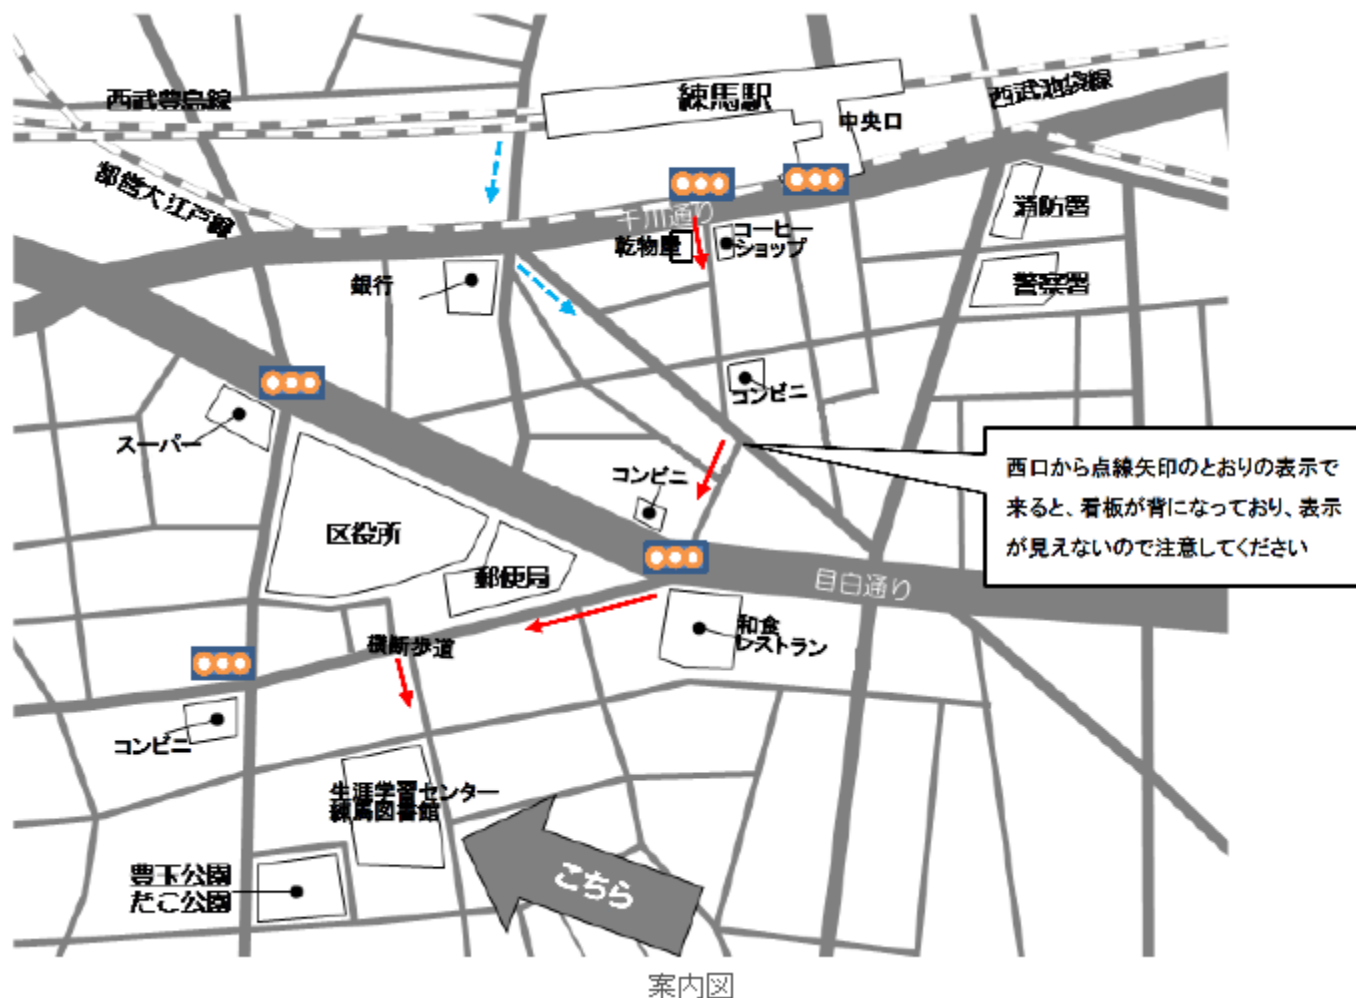 西武豊島線
練馬駅
西武池袋線
中央口
都営大江戸線
千川通り
消防署
乾物屋
コーヒー
ショップ
銀行
警察署
コンビニ
スーパー
西口から点線矢印のとおりの表示で
来ると、看板が背になっており、表示
が見えないので注意してください
コンビニ
区役所
郵便局
目白通り
和食
レストラン
横断歩道
コンビニ
生涯学習センター
練馬図書館
豊玉公園
たこ公園
こちら
案内図